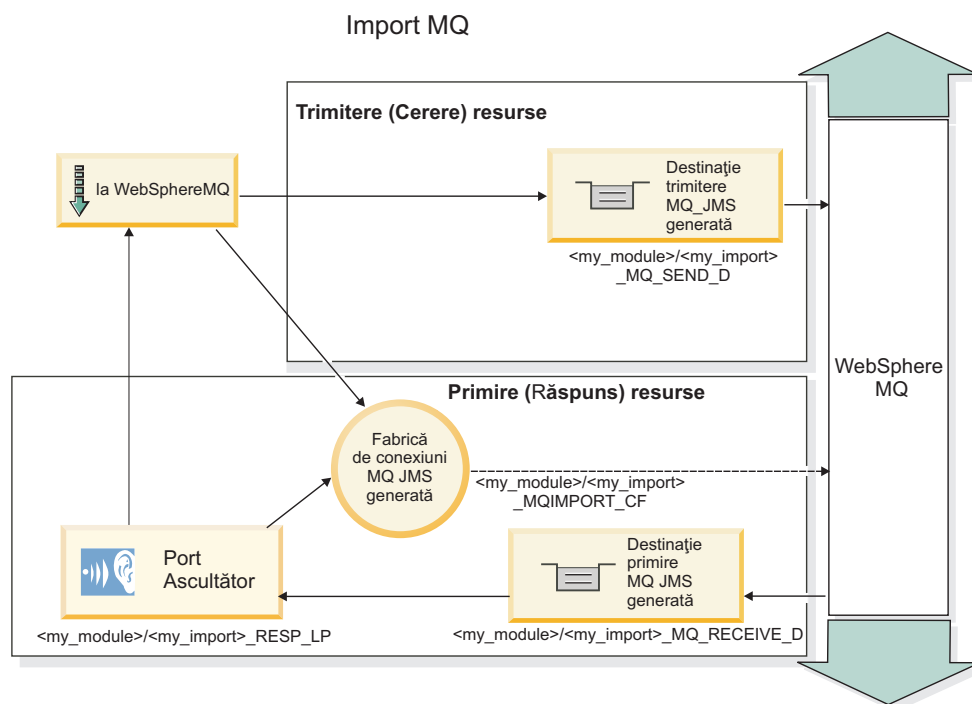 Import MQ
Trimitere (Cerere) resurse
la WebSphereMQ
Destinaţie
trimitere
MQ_JMS
generată
<my_module>/<my_import>
_MQ_SEND_D
WebSphere
MQ
Primire (Răspuns) resurse
Fabrică
de conexiuni
MQ JMS
generată
<my_module>/<my_import>
_MQIMPORT_CF
Port
Ascultător
<my_module>/<my_import>_RESP_LP
Destinaţie
primire
MQ JMS
generată
<my_module>/<my_import>_MQ_RECEIVE_D